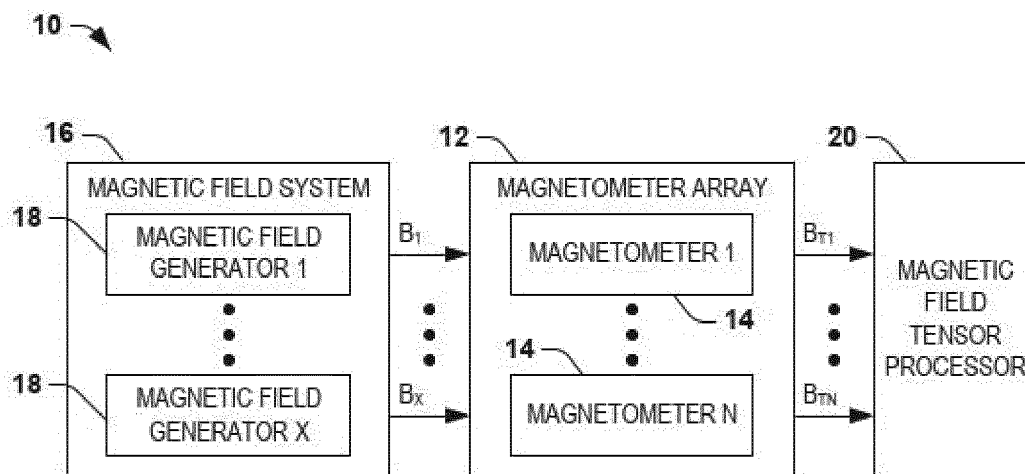 10
16
12
20
MAGNETIC FIELD SYSTEM
MAGNETOMETER ARRAY
18
MAGNETIC FIELD
GENERATOR 1
B1
MAGNETOMETER 1
BT1
MAGNETIC
FIELD
TENSOR
PROCESSOR
14
14
18
MAGNETIC FIELD
GENERATOR X
BX
MAGNETOMETER N
BTN